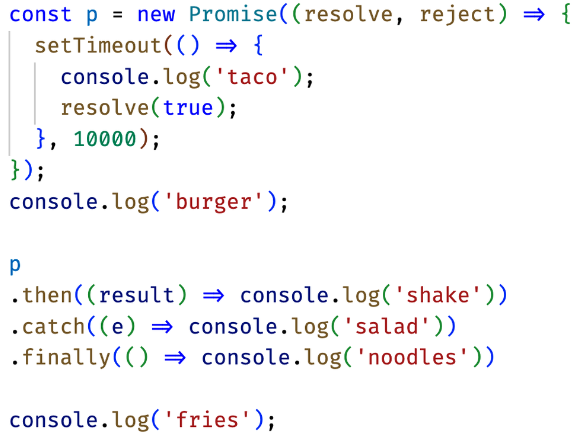 const p = new Promise((resolve, reject) => {
  setTimeout(() => {
    console.log('taco');
    resolve(true);
  }, 10000);
});
console.log('burger');

p
.then((result) => console.log('shake'))
.catch((e) => console.log('salad'))
.finally(() => console.log('noodles'))

console.log('fries');